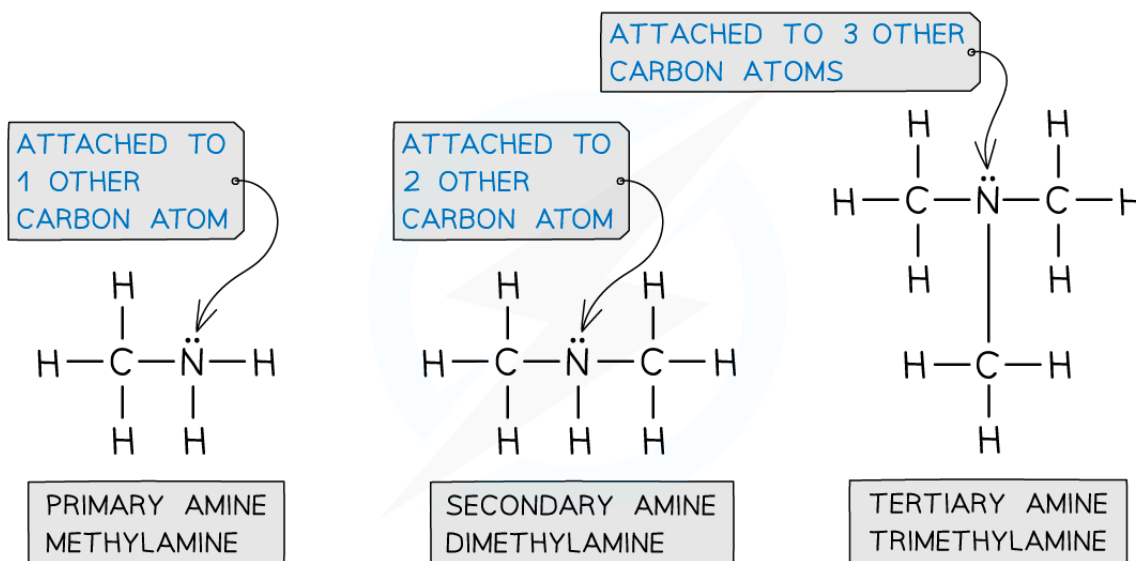 ATTACHED TO 3 OTHER
CARBON ATOMS
ATTACHED TO
1 OTHER
CARBON ATOM
ATTACHED TO
2 OTHER
CARBON ATOM
H H
H C N̈ C H
H H
H C H
H
H
H C N̈ H
H H
H H
H C N̈ C H
H H H
PRIMARY AMINE
METHYLAMINE
SECONDARY AMINE
DIMETHYLAMINE
TERTIARY AMINE
TRIMETHYLAMINE